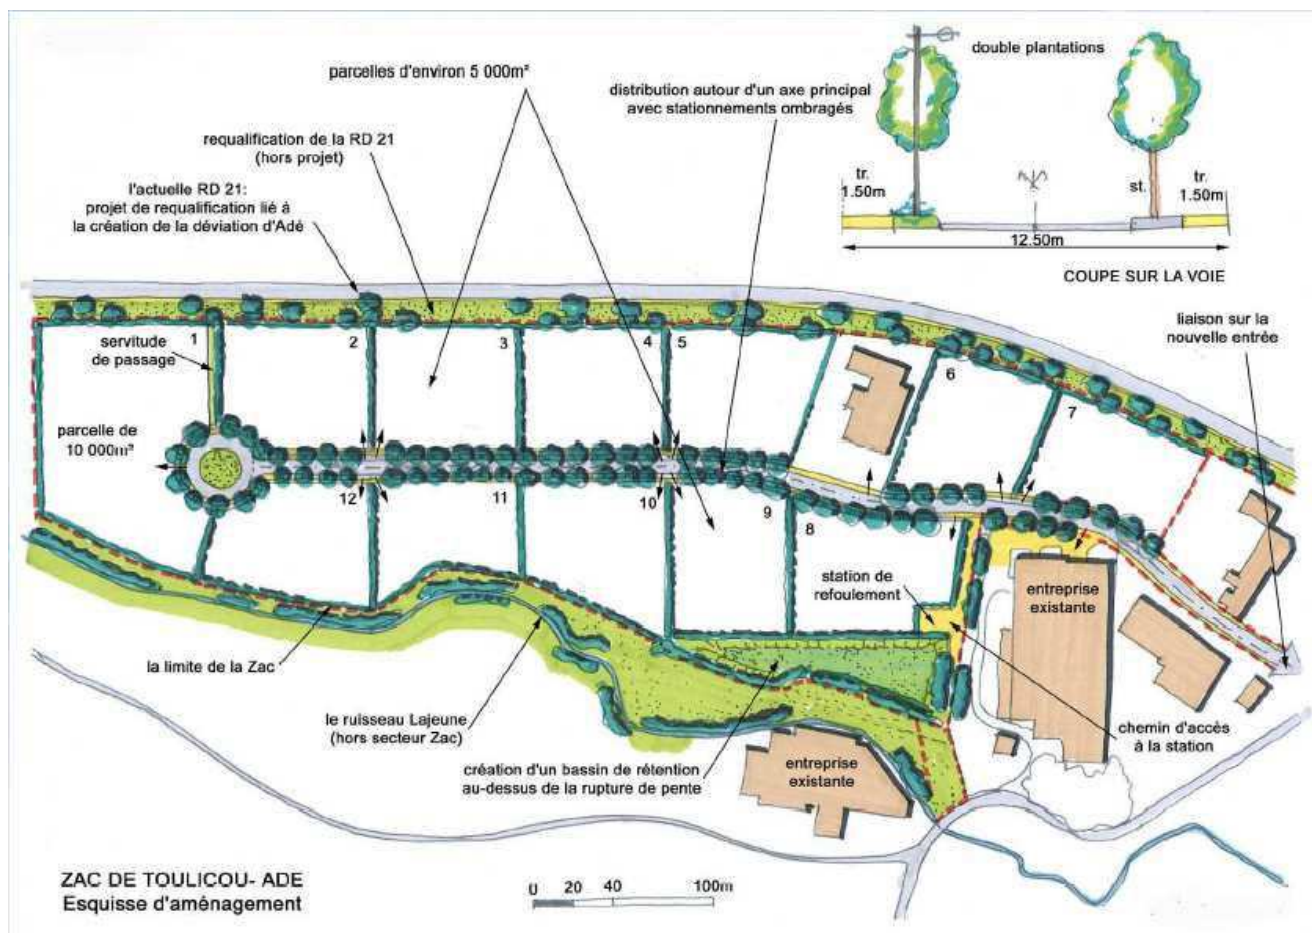 double plantations
parcelles d'environ 5 000m²
distribution autour d'un axe principal
avec stationnements ombragés
requalification de la RD 21
(hors projet)
l'actuelle RD 21:
projet de requalification lié à
la création de la déviation d'Adé
tr.
1.50m
st.
tr.
1.50m
12.50m
COUPE SUR LA VOIE
liaison sur la
nouvelle entrée
1
2
3
4
5
6
7
servitude
de passage
parcelle de
10 000m²
12
11
10
9
8
station de
refoulement
entreprise
existante
la limite de la Zac
le ruisseau Lajeune
(hors secteur Zac)
création d'un bassin de rétention
au-dessus de la rupture de pente
entreprise
existante
chemin d'accès
à la station
ZAC DE TOULICOU- ADE
Esquisse d'aménagement
0 20 40 100m